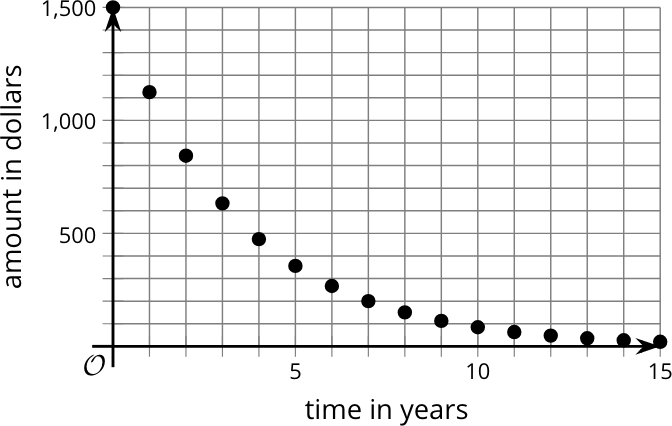 1,500
1,000
500
amount in dollars
𝒪
5
10
15
time in years